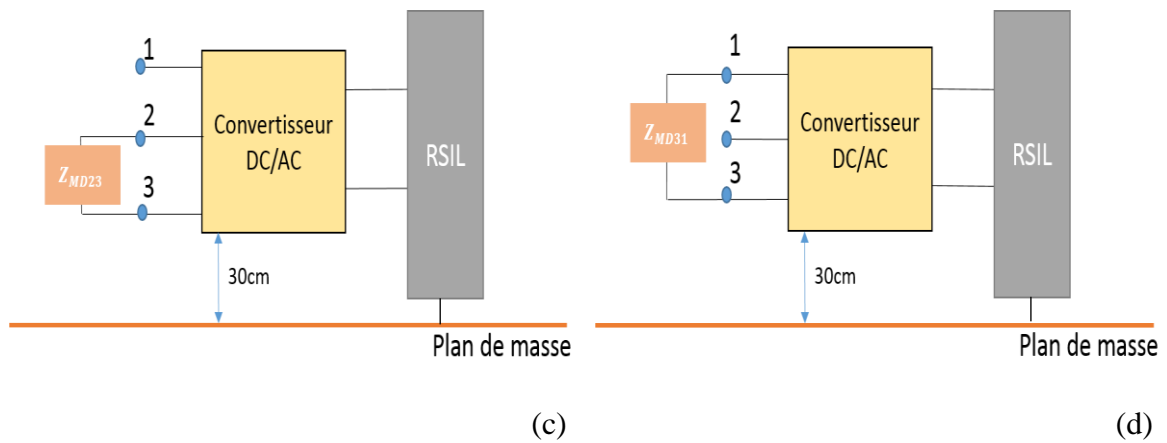 1
2
3
Z_MD23
Convertisseur
DC/AC
RSIL
30cm
Plan de masse
(c)
1
2
3
Z_MD31
Convertisseur
DC/AC
RSIL
30cm
Plan de masse
(d)